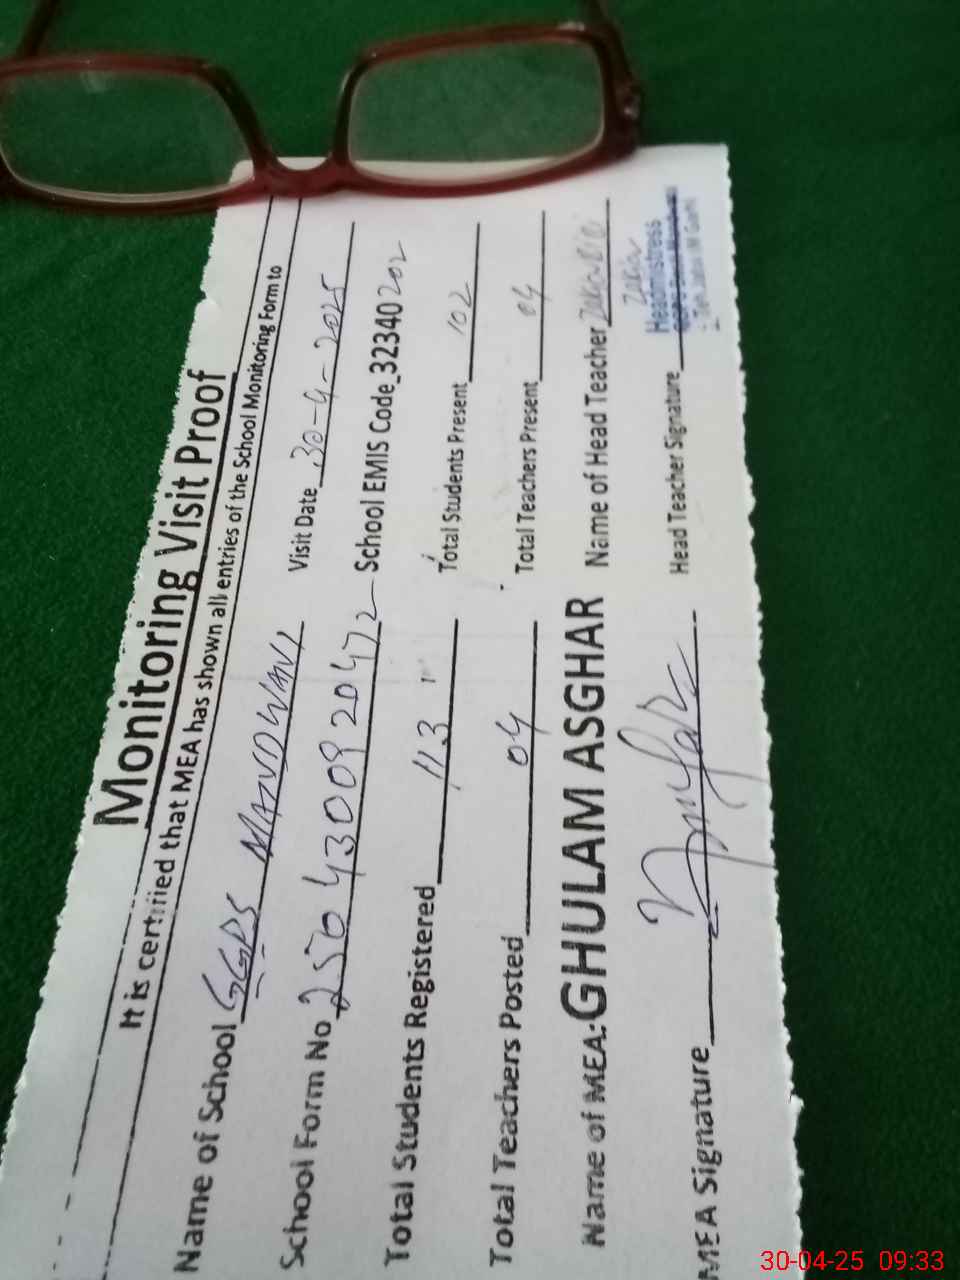 Monitoring Visit Proof
It is certified that MEA has shown all entries of the School Monitoring Form to
Name of School GGPS Visit Date 30-4-2025
School Form No 2504300920472 School EMIS Code 32340202
Total Students Registered 113 Total Students Present 102
Total Teachers Posted 04 Total Teachers Present 04
Name of MEA: GHULAM ASGHAR Name of Head Teacher
MEA Signature Head Teacher Signature
Headmistress
30-04-25 09:33